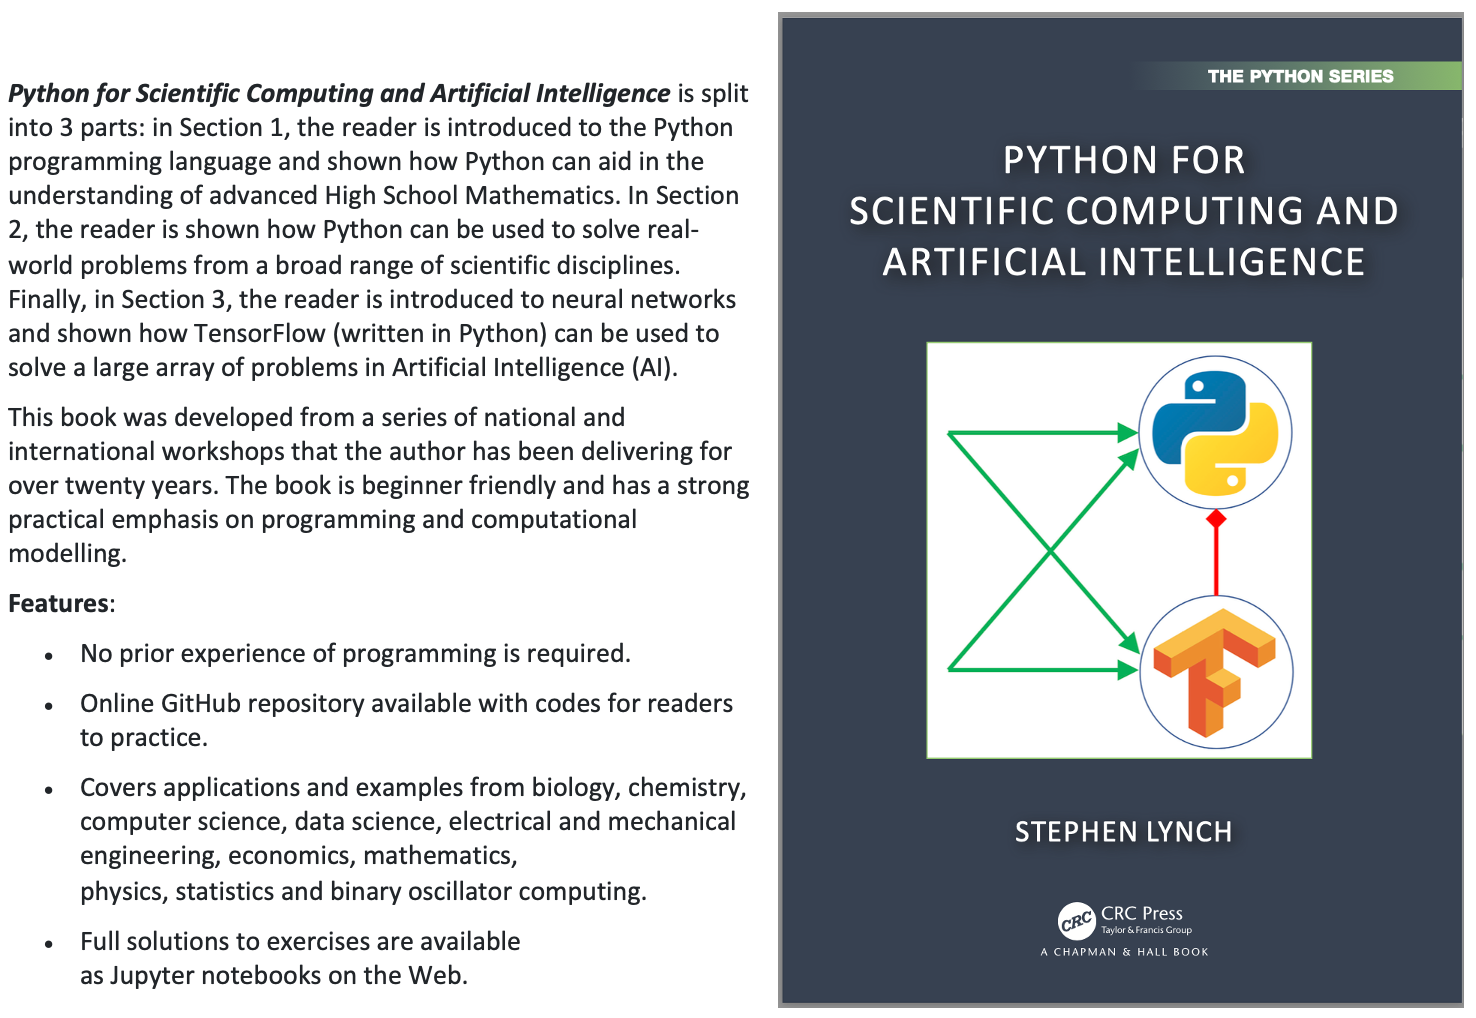 Python for Scientific Computing and Artificial Intelligence is split
into 3 parts: in Section 1, the reader is introduced to the Python
programming language and shown how Python can aid in the
understanding of advanced High School Mathematics. In Section
2, the reader is shown how Python can be used to solve real-
world problems from a broad range of scientific disciplines.
Finally, in Section 3, the reader is introduced to neural networks
and shown how TensorFlow (written in Python) can be used to
solve a large array of problems in Artificial Intelligence (AI).
This book was developed from a series of national and
international workshops that the author has been delivering for
over twenty years. The book is beginner friendly and has a strong
practical emphasis on programming and computational
modelling.
Features:
• No prior experience of programming is required.
• Online GitHub repository available with codes for readers
to practice.
• Covers applications and examples from biology, chemistry,
computer science, data science, electrical and mechanical
engineering, economics, mathematics,
physics, statistics and binary oscillator computing.
• Full solutions to exercises are available
as Jupyter notebooks on the Web.
THE PYTHON SERIES
PYTHON FOR
SCIENTIFIC COMPUTING AND
ARTIFICIAL INTELLIGENCE
STEPHEN LYNCH
CRC
CRC Press
Taylor & Francis Group
A CHAPMAN & HALL BOOK